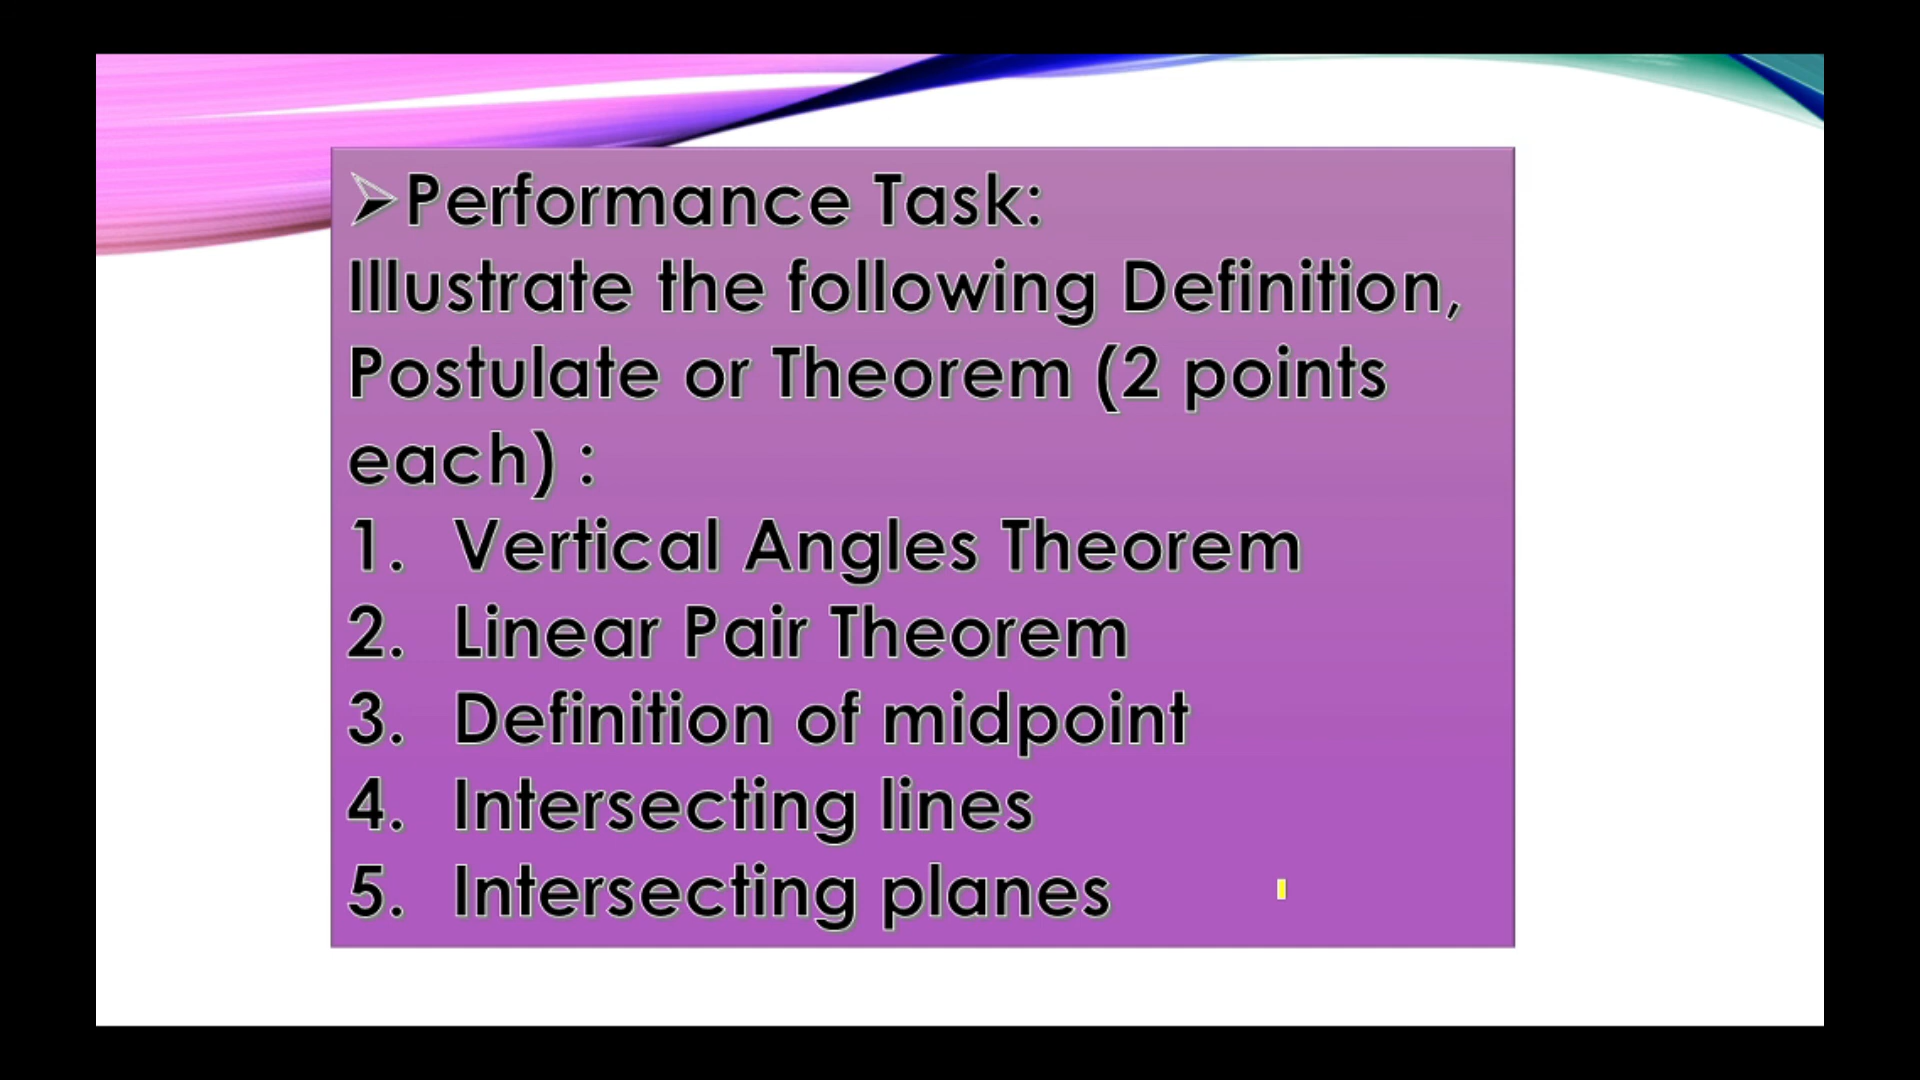 ➢Performance Task:
Illustrate the following Definition,
Postulate or Theorem (2 points
each) :
1. Vertical Angles Theorem
2. Linear Pair Theorem
3. Definition of midpoint
4. Intersecting lines
5. Intersecting planes